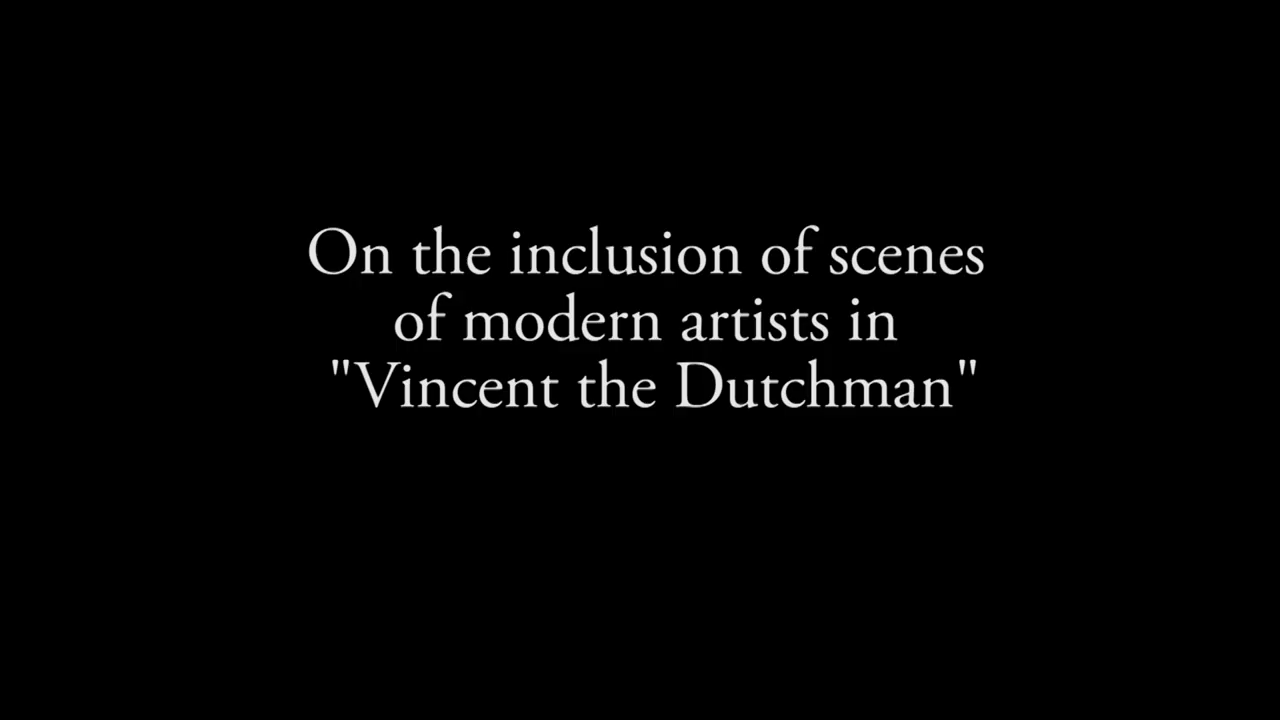 On the inclusion of scenes
of modern artists in
"Vincent the Dutchman"